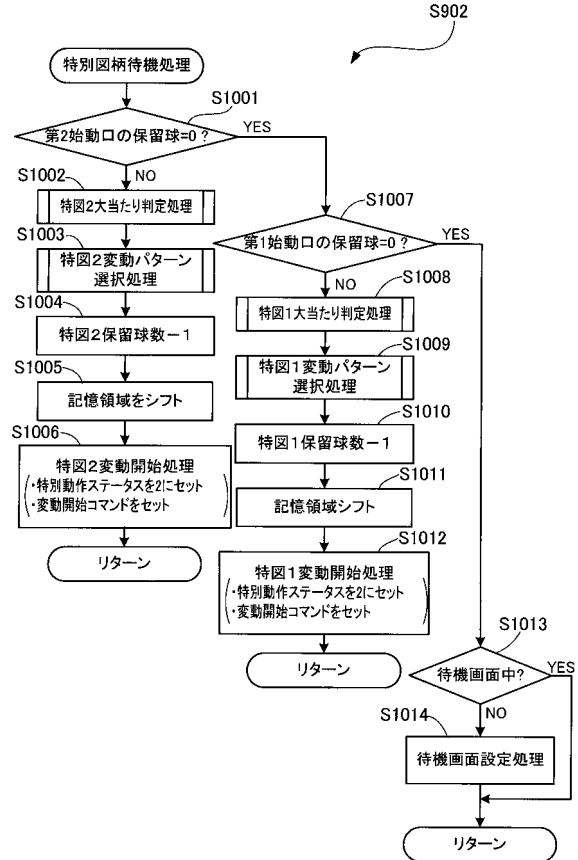 S902
特別図柄待機処理
S1001
第2始動口の保留球=0?
YES
NO
S1002
特図2大当たり判定処理
S1003
特図2変動パターン
選択処理
S1004
特図2保留球数ー1
S1005
記憶領域をシフト
S1006
特図2変動開始処理
・特別動作ステータスを2にセット
・変動開始コマンドをセット
リターン
S1007
第1始動口の保留球=0?
YES
NO
S1008
特図1大当たり判定処理
S1009
特図1変動パターン
選択処理
S1010
特図1保留球数ー1
S1011
記憶領域シフト
S1012
特図1変動開始処理
・特別動作ステータスを2にセット
・変動開始コマンドをセット
リターン
S1013
待機画面中?
YES
NO
S1014
待機画面設定処理
リターン